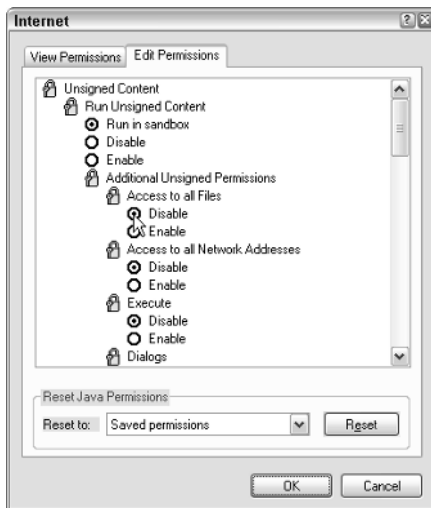 Internet
View Permissions Edit Permissions
Unsigned Content
Run Unsigned Content
Run in sandbox
Disable
Enable
Additional Unsigned Permissions
Access to all Files
Disable
Enable
Access to all Network Addresses
Disable
Enable
Execute
Disable
Enable
Dialogs
Reset Java Permissions
Reset to: Saved permissions Reset
OK Cancel